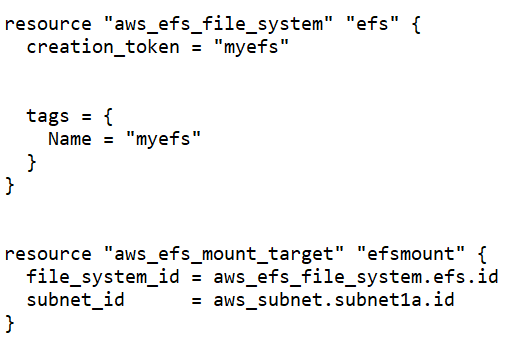 resource "aws_efs_file_system" "efs" {
  creation_token = "myefs"
  tags = {
    Name = "myefs"
  }
}
resource "aws_efs_mount_target" "efsmount" {
  file_system_id = aws_efs_file_system.efs.id
  subnet_id      = aws_subnet.subnet1a.id
}